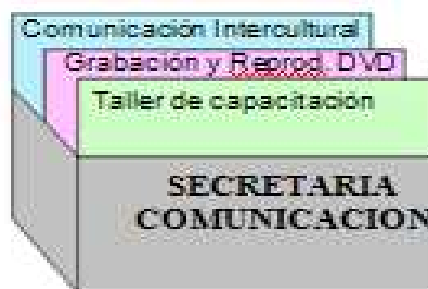 Comunicación Intercultural
Grabación y Reprod. DVD
Taller de capacitación
SECRETARIA
COMUNICACION